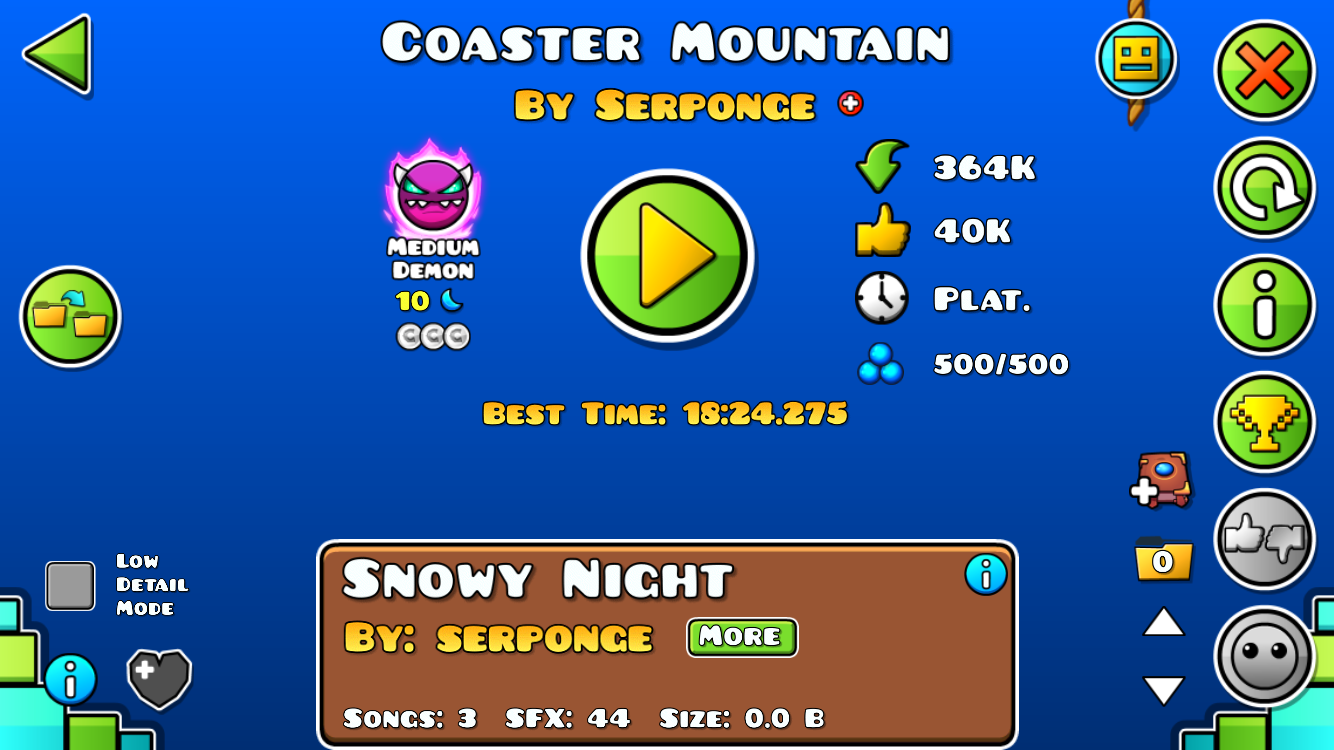 Coaster Mountain
By Serponge
364K
Medium
Demon
40K
10
Plat.
500/500
Best Time: 18:24.275
Low
Detail
Mode
0
Snowy Night
By: serponge More
Songs: 3 SFX: 44 Size: 0.0 B